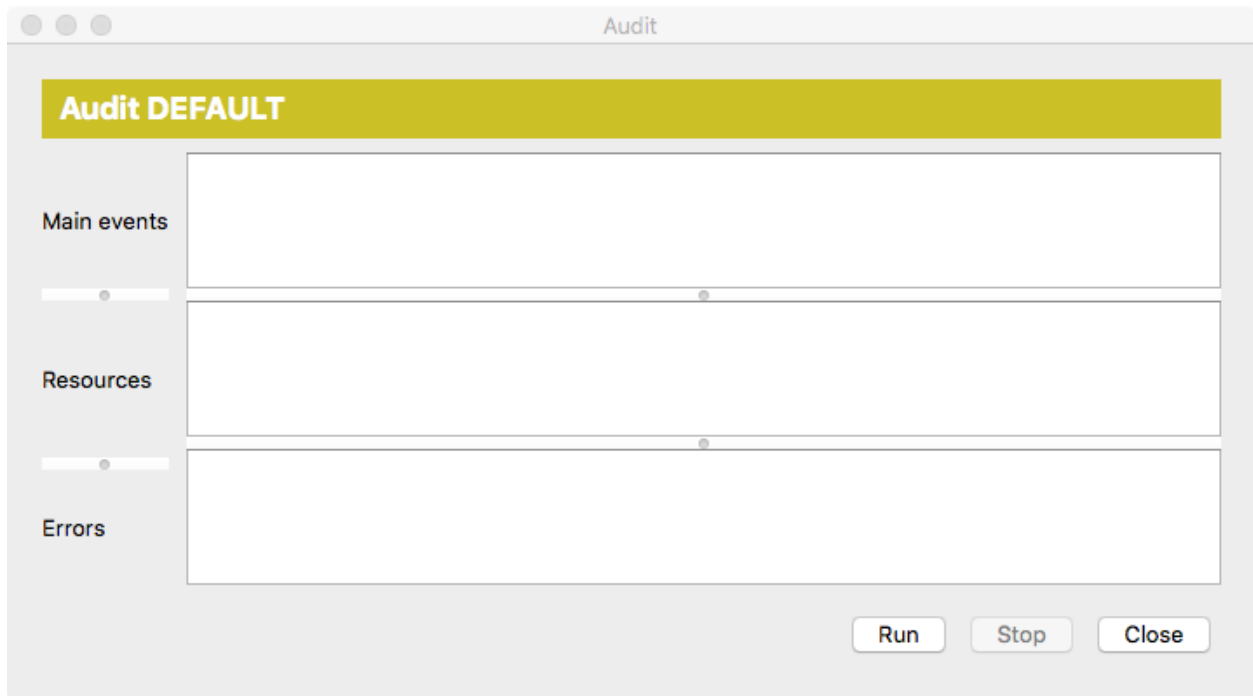 Audit
Audit DEFAULT
Main events
Resources
Errors
Run Stop Close